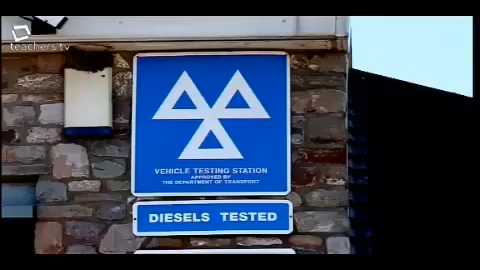 teachers.tv
VEHICLE TESTING STATION
APPROVED BY
THE DEPARTMENT OF TRANSPORT
DIESELS TESTED